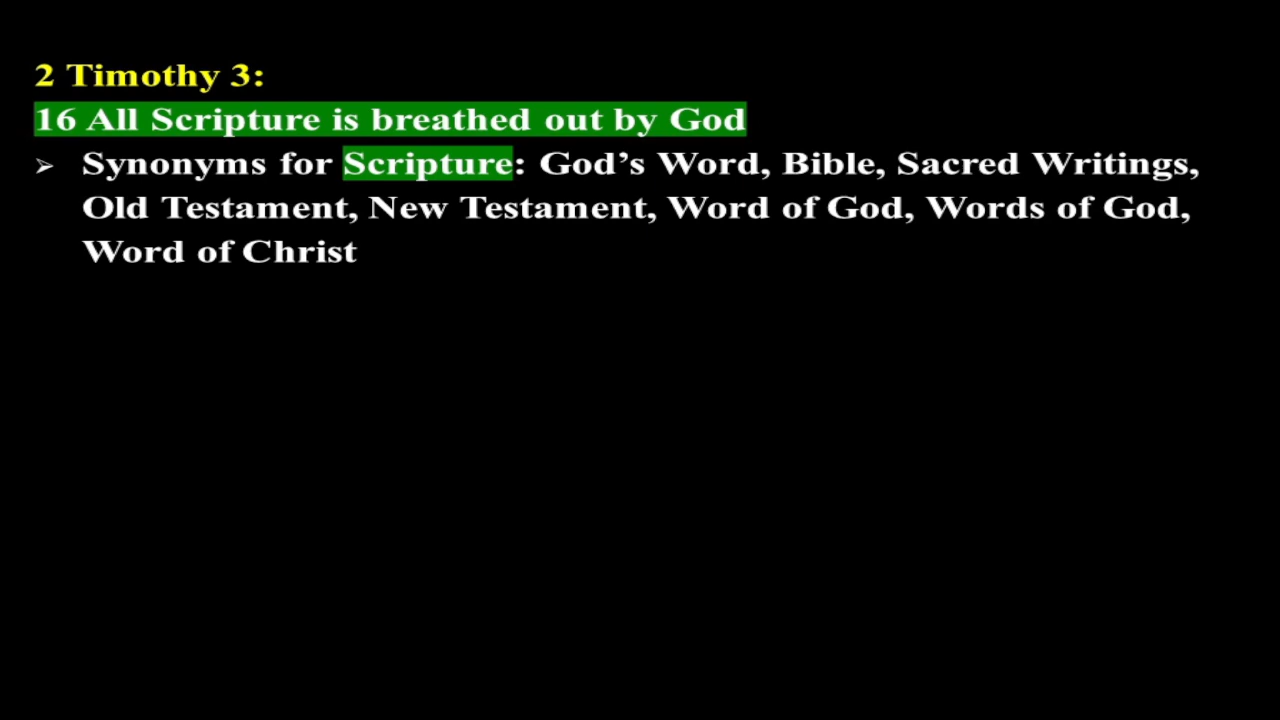 2 Timothy 3:
16 All Scripture is breathed out by God
➢ Synonyms for Scripture: God’s Word, Bible, Sacred Writings,
Old Testament, New Testament, Word of God, Words of God,
Word of Christ